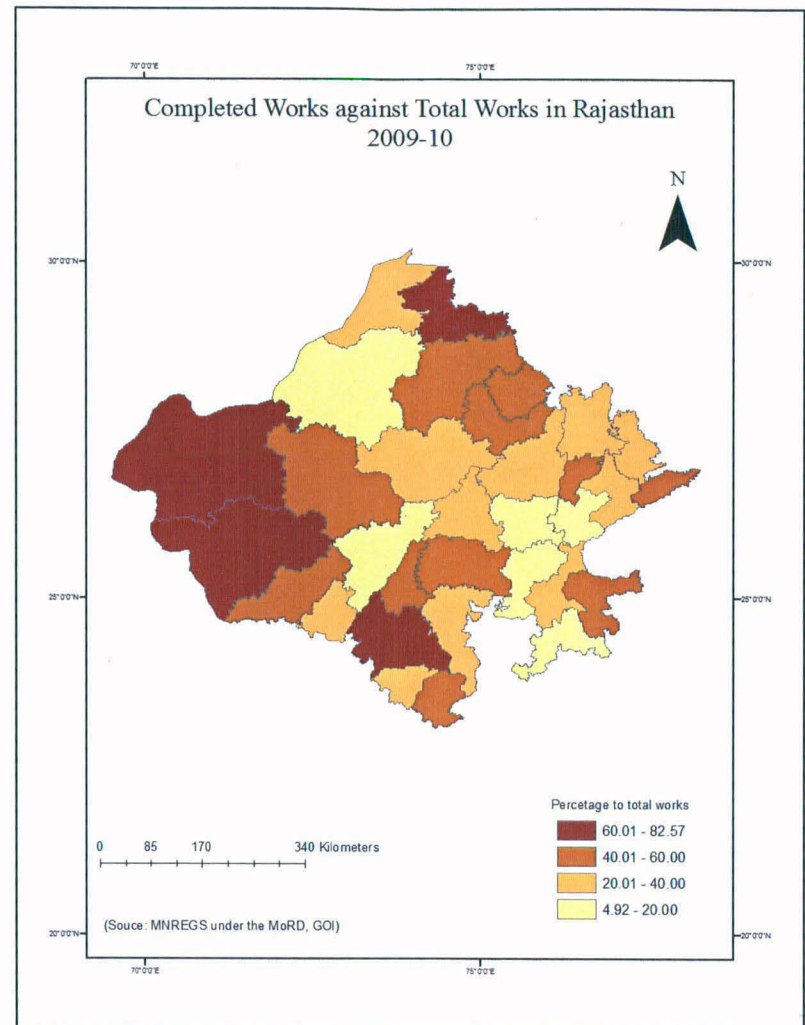 70°0'0"E 75°0'0"E
Completed Works against Total Works in Rajasthan
2009-10
N
30°0'0"N 30°0'0"N
25°0'0"N 25°0'0"N
Percetage to total works
60.01 - 82.57
40.01 - 60.00
20.01 - 40.00
4.92 - 20.00
0 85 170 340 Kilometers
(Souce: MNREGS under the MoRD, GOI)
20°0'0"N 20°0'0"N
70°0'0"E 75°0'0"E